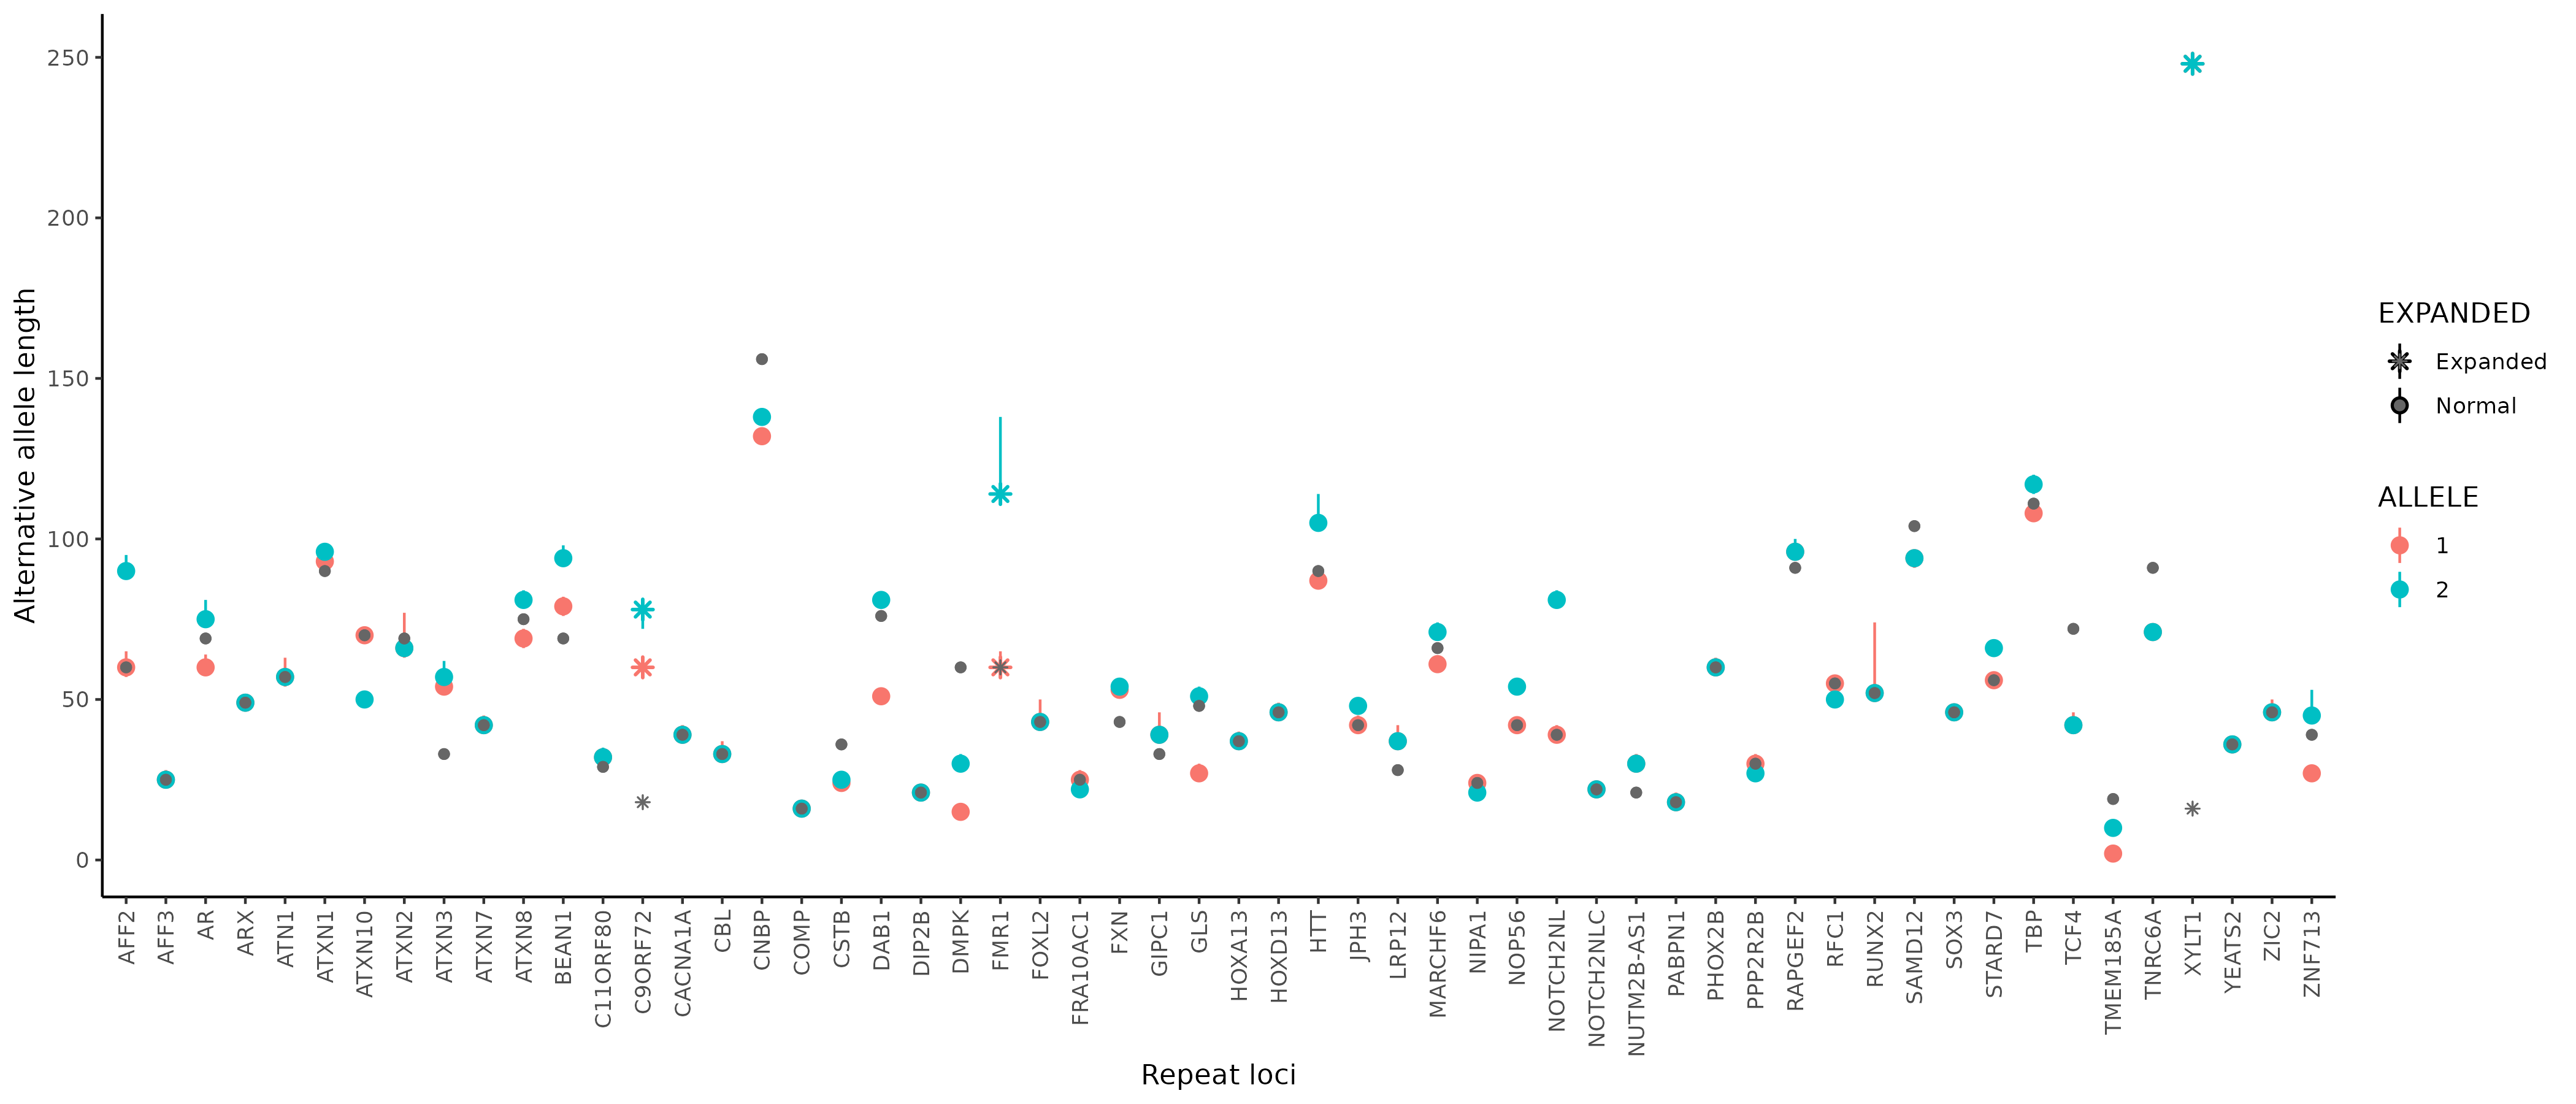 Alternative allele length
250
200
150
100
50
0
AFF2
AFF3
AR
ARX
ATN1
ATXN1
ATXN10
ATXN2
ATXN3
ATXN7
ATXN8
BEAN1
C11ORF80
C9ORF72
CACNA1A
CBL
CNBP
COMP
CSTB
DAB1
DIP2B
DMPK
FMR1
FOXL2
FRA10AC1
FXN
GIPC1
GLS
HOXA13
HOXD13
HTT
JPH3
LRP12
MARCHF6
NIPA1
NOP56
NOTCH2NL
NOTCH2NLC
NUTM2B-AS1
PABPN1
PHOX2B
PPP2R2B
RAPGEF2
RFC1
RUNX2
SAMD12
SOX3
STARD7
TBP
TCF4
TMEM185A
TNRC6A
XYLT1
YEATS2
ZIC2
ZNF713
Repeat loci
EXPANDED
Expanded
Normal
ALLELE
1
2